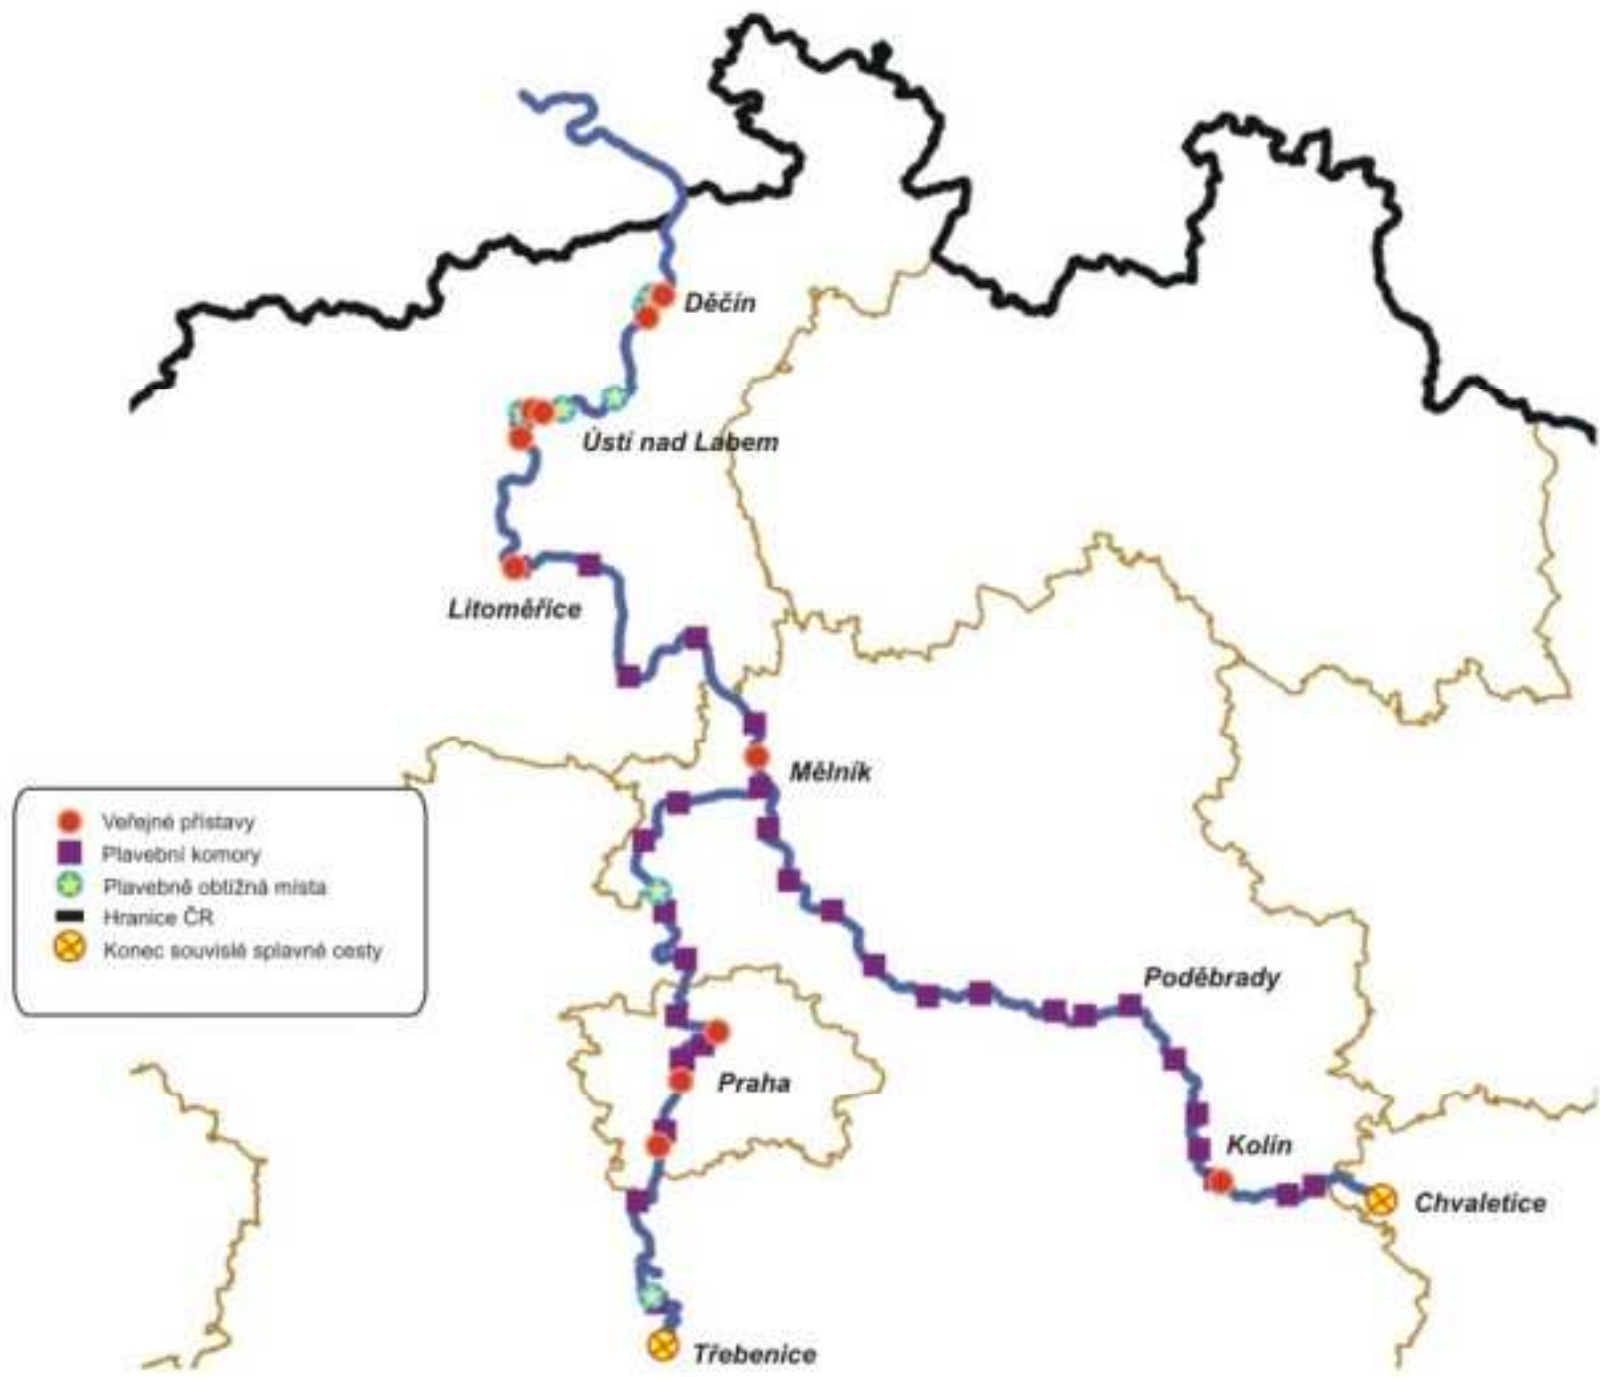 Děčín
Ústí nad Labem
Litoměřice
Mělník
Veřejné přístavy
Plavební komory
Plavebně obtížná místa
Hranice ČR
Konec souvislé splavné cesty
Poděbrady
Praha
Kolín
Chvaletice
Třebenice